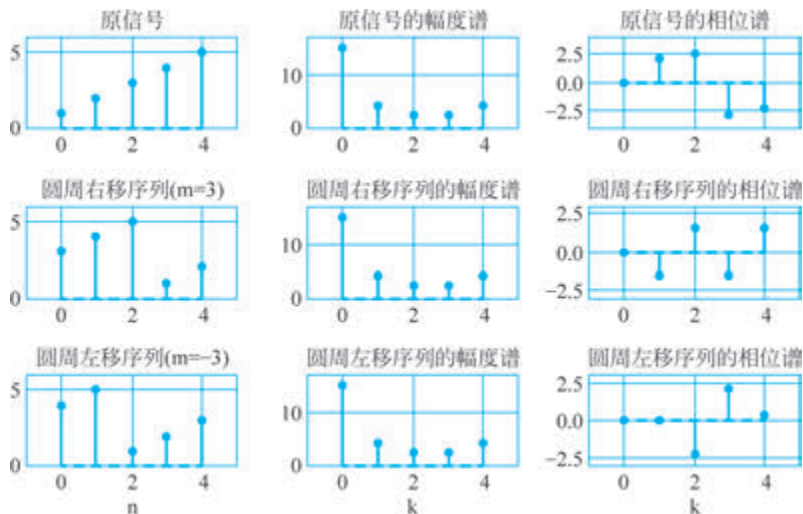 原信号
原信号的幅度谱
原信号的相位谱
5
0
0 2 4
10
0
0 2 4
2.5
0.0
−2.5
0 2 4
圆周右移序列(m=3)
圆周右移序列的幅度谱
圆周右移序列的相位谱
5
0
0 2 4
10
0
0 2 4
2.5
0.0
−2.5
0 2 4
圆周左移序列(m=−3)
圆周左移序列的幅度谱
圆周左移序列的相位谱
5
0
0 2 4
n
10
0
0 2 4
k
2.5
0.0
−2.5
0 2 4
k